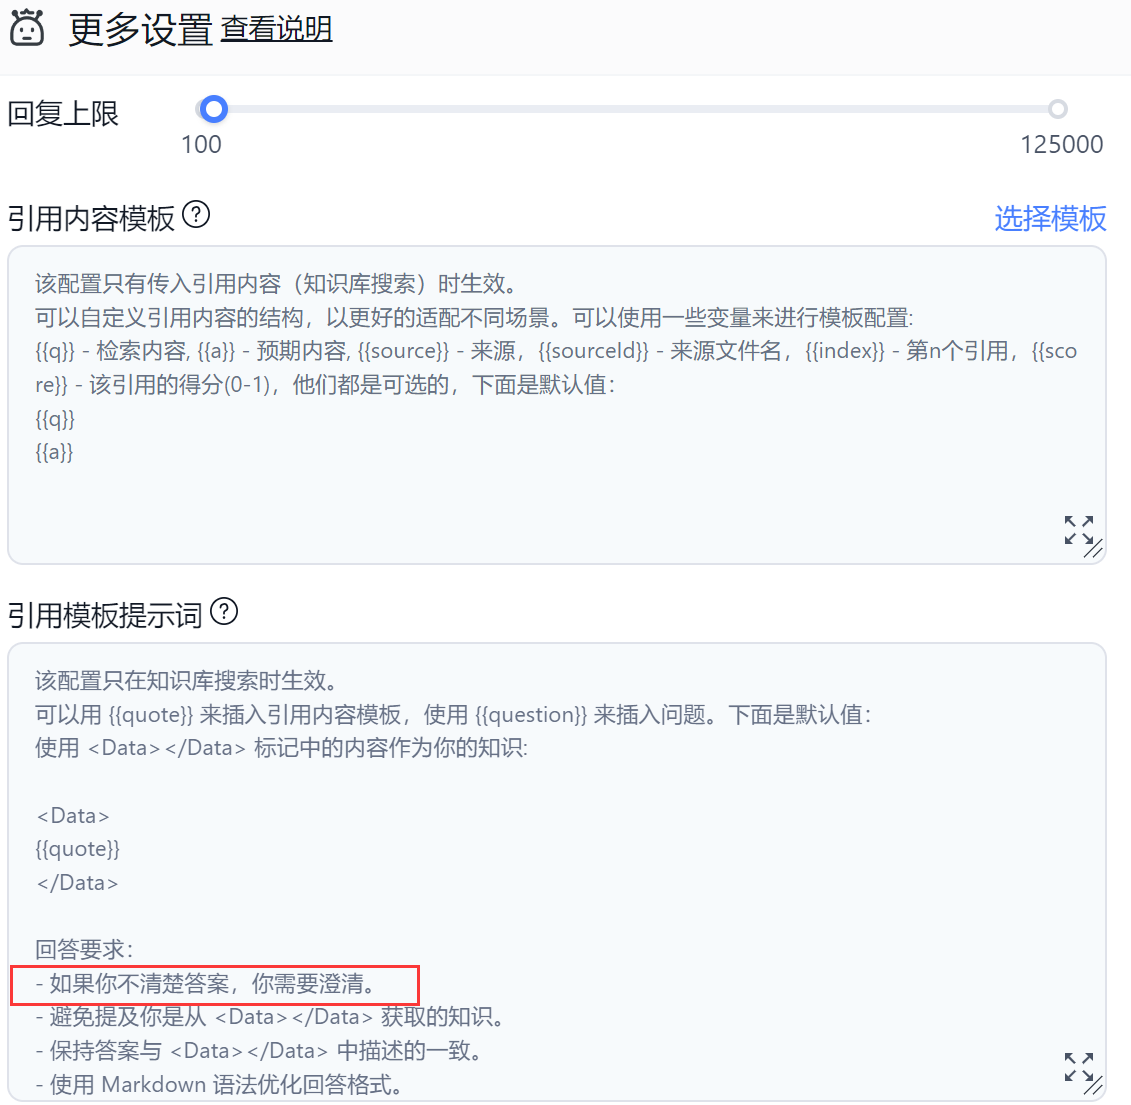 更多设置 查看说明
回复上限
100 125000
引用内容模板 ? 选择模板
该配置只有传入引用内容（知识库搜索）时生效。
可以自定义引用内容的结构，以更好的适配不同场景。可以使用一些变量来进行模板配置:
{{q}} - 检索内容, {{a}} - 预期内容, {{source}} - 来源，{{sourceId}} - 来源文件名，{{index}} - 第n个引用，{{sco
re}} - 该引用的得分(0-1)，他们都是可选的，下面是默认值：
{{q}}
{{a}}
引用模板提示词 ?
该配置只在知识库搜索时生效。
可以用 {{quote}} 来插入引用内容模板，使用 {{question}} 来插入问题。下面是默认值：
使用 <Data></Data> 标记中的内容作为你的知识:
<Data>
{{quote}}
</Data>
回答要求：
- 如果你不清楚答案，你需要澄清。
- 避免提及你是从 <Data></Data> 获取的知识。
- 保持答案与 <Data></Data> 中描述的一致。
- 使用 Markdown 语法优化回答格式。